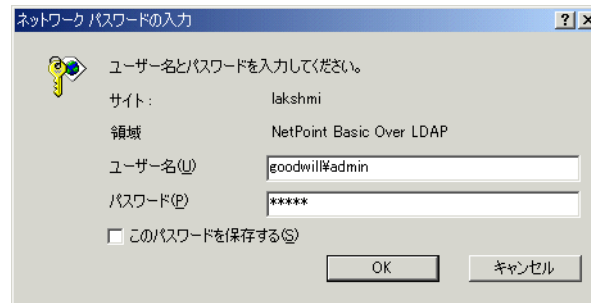 ネットワーク パスワードの入力
ユーザー名とパスワードを入力してください。
サイト: lakshmi
領域 NetPoint Basic Over LDAP
ユーザー名(U) goodwill¥admin
パスワード(P) *****
このパスワードを保存する(S)
OK キャンセル